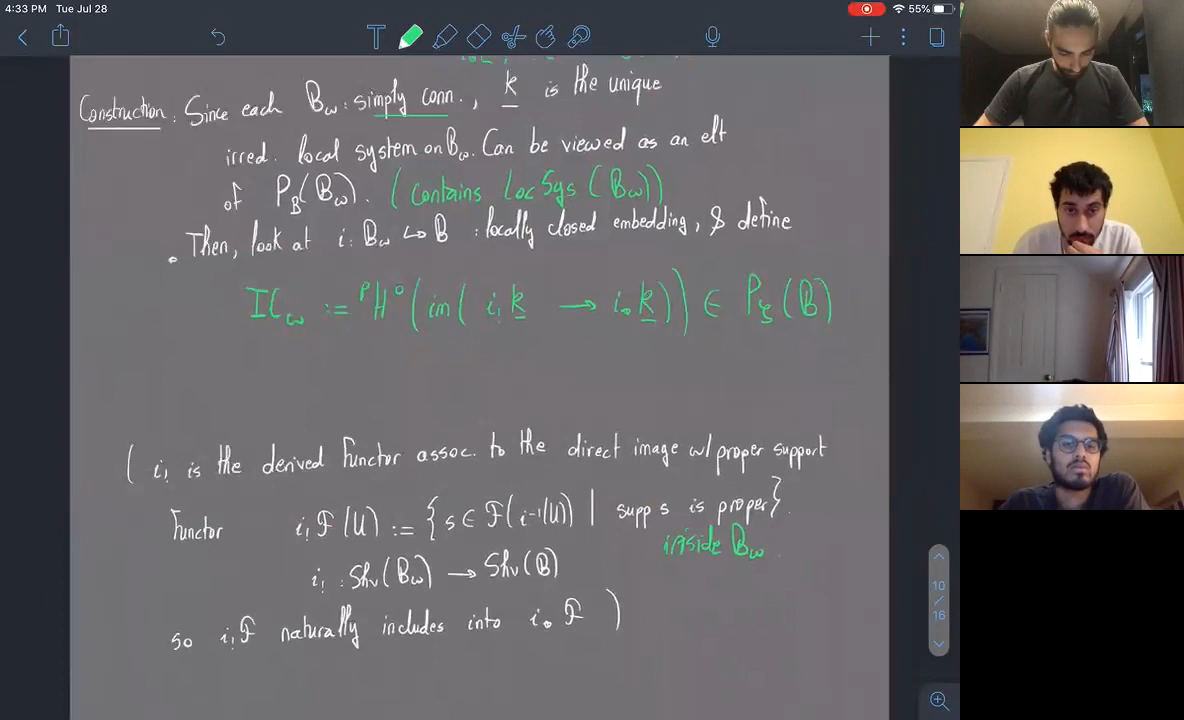 4:33 PM Tue Jul 28
55%
Construction: Since each B_w: simply conn., k is the unique
irred. local system on B_w. Can be viewed as an elt
of P_B(B_w). (contains LocSys(B_w))
• Then, look at i: B_w ↪ B : locally closed embedding, & define
IC_w := ᵖH⁰(im(i_! k → i_• k)) ∈ P_ξ(B)
( i_! is the derived functor assoc. to the direct image w/ proper support
functor i_! F(U) := { s ∈ F(i⁻¹(U)) | supp s is proper}.
inside B_w.
i_! : Shv(B_w) → Shv(B)
so i_! F naturally includes into i_• F )
10
/
16